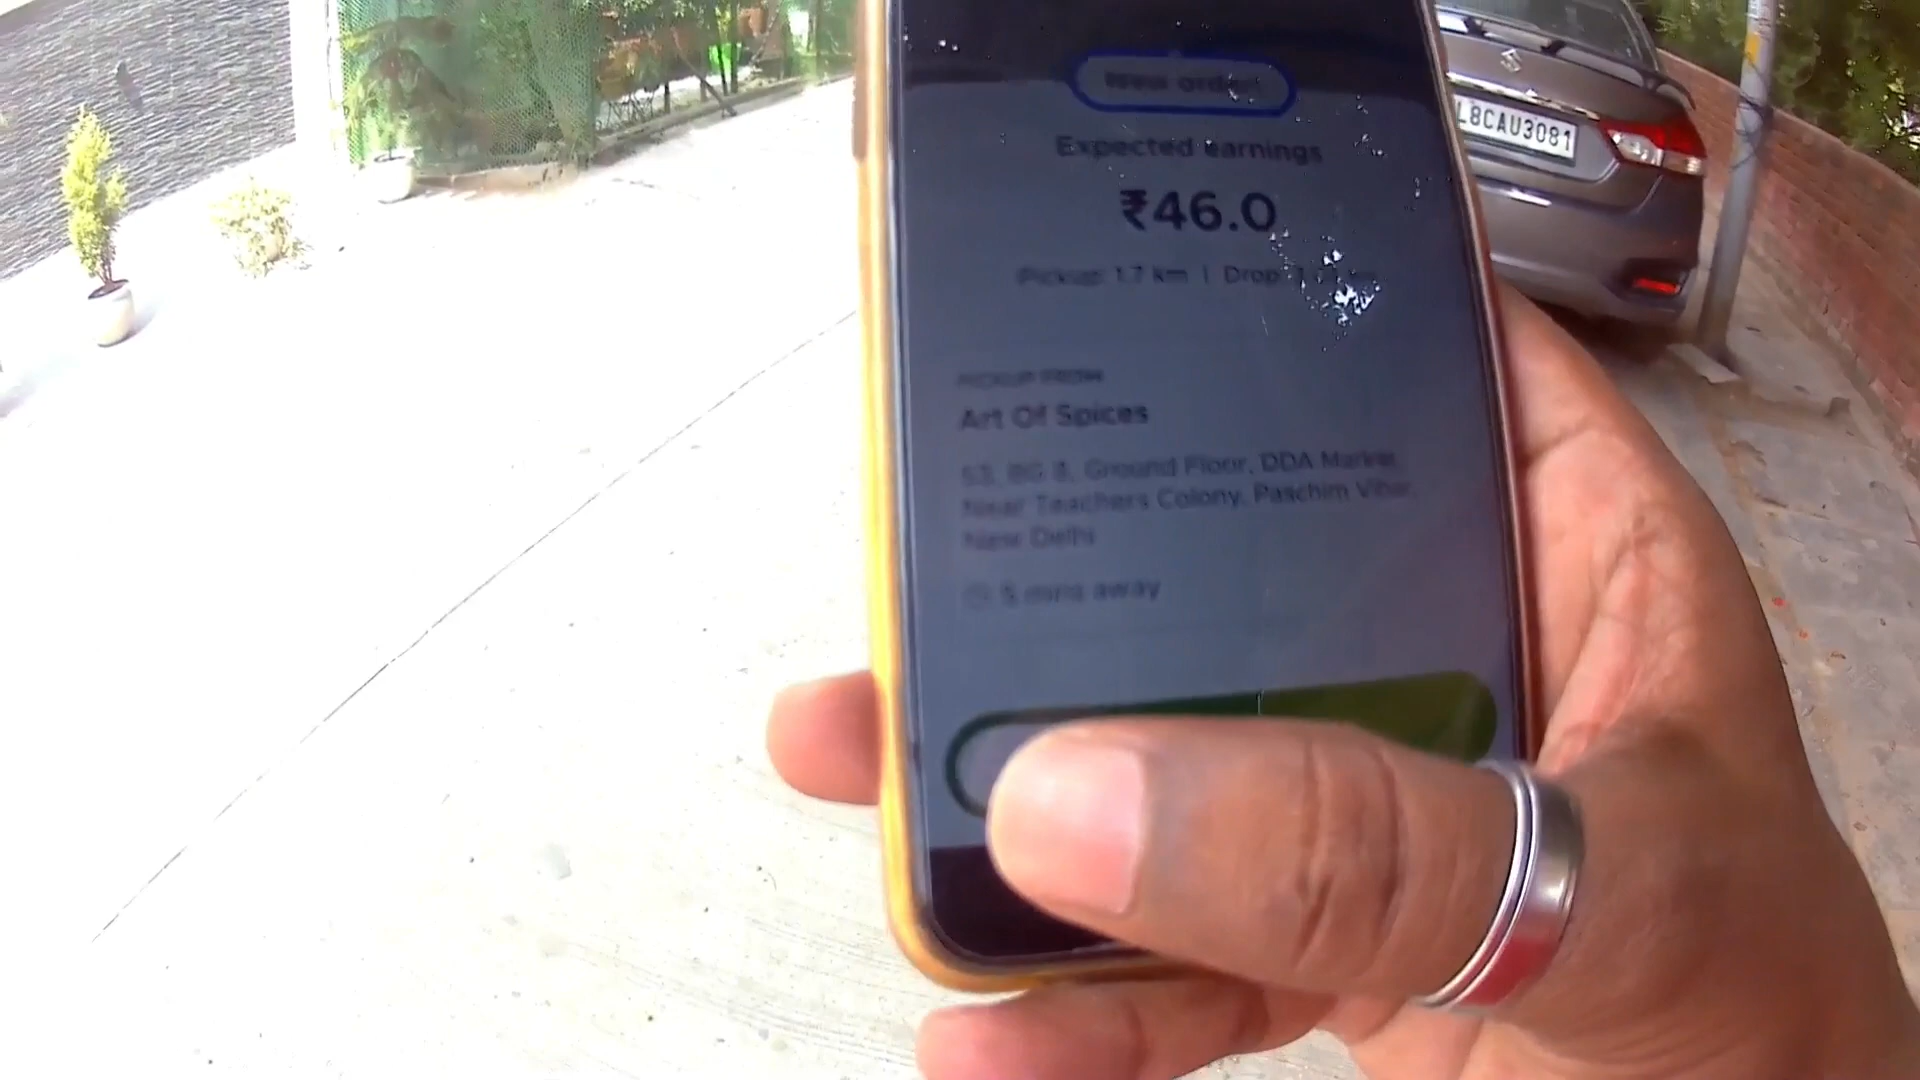 New order!
Expected earnings
₹46.0
Pickup: 1.7 km | Drop:
PICKUP FROM
Art Of Spices
53, BG 8, Ground Floor, DDA Market,
Near Teachers Colony, Paschim Vihar,
New Delhi
5 mins away
L8CAU3081